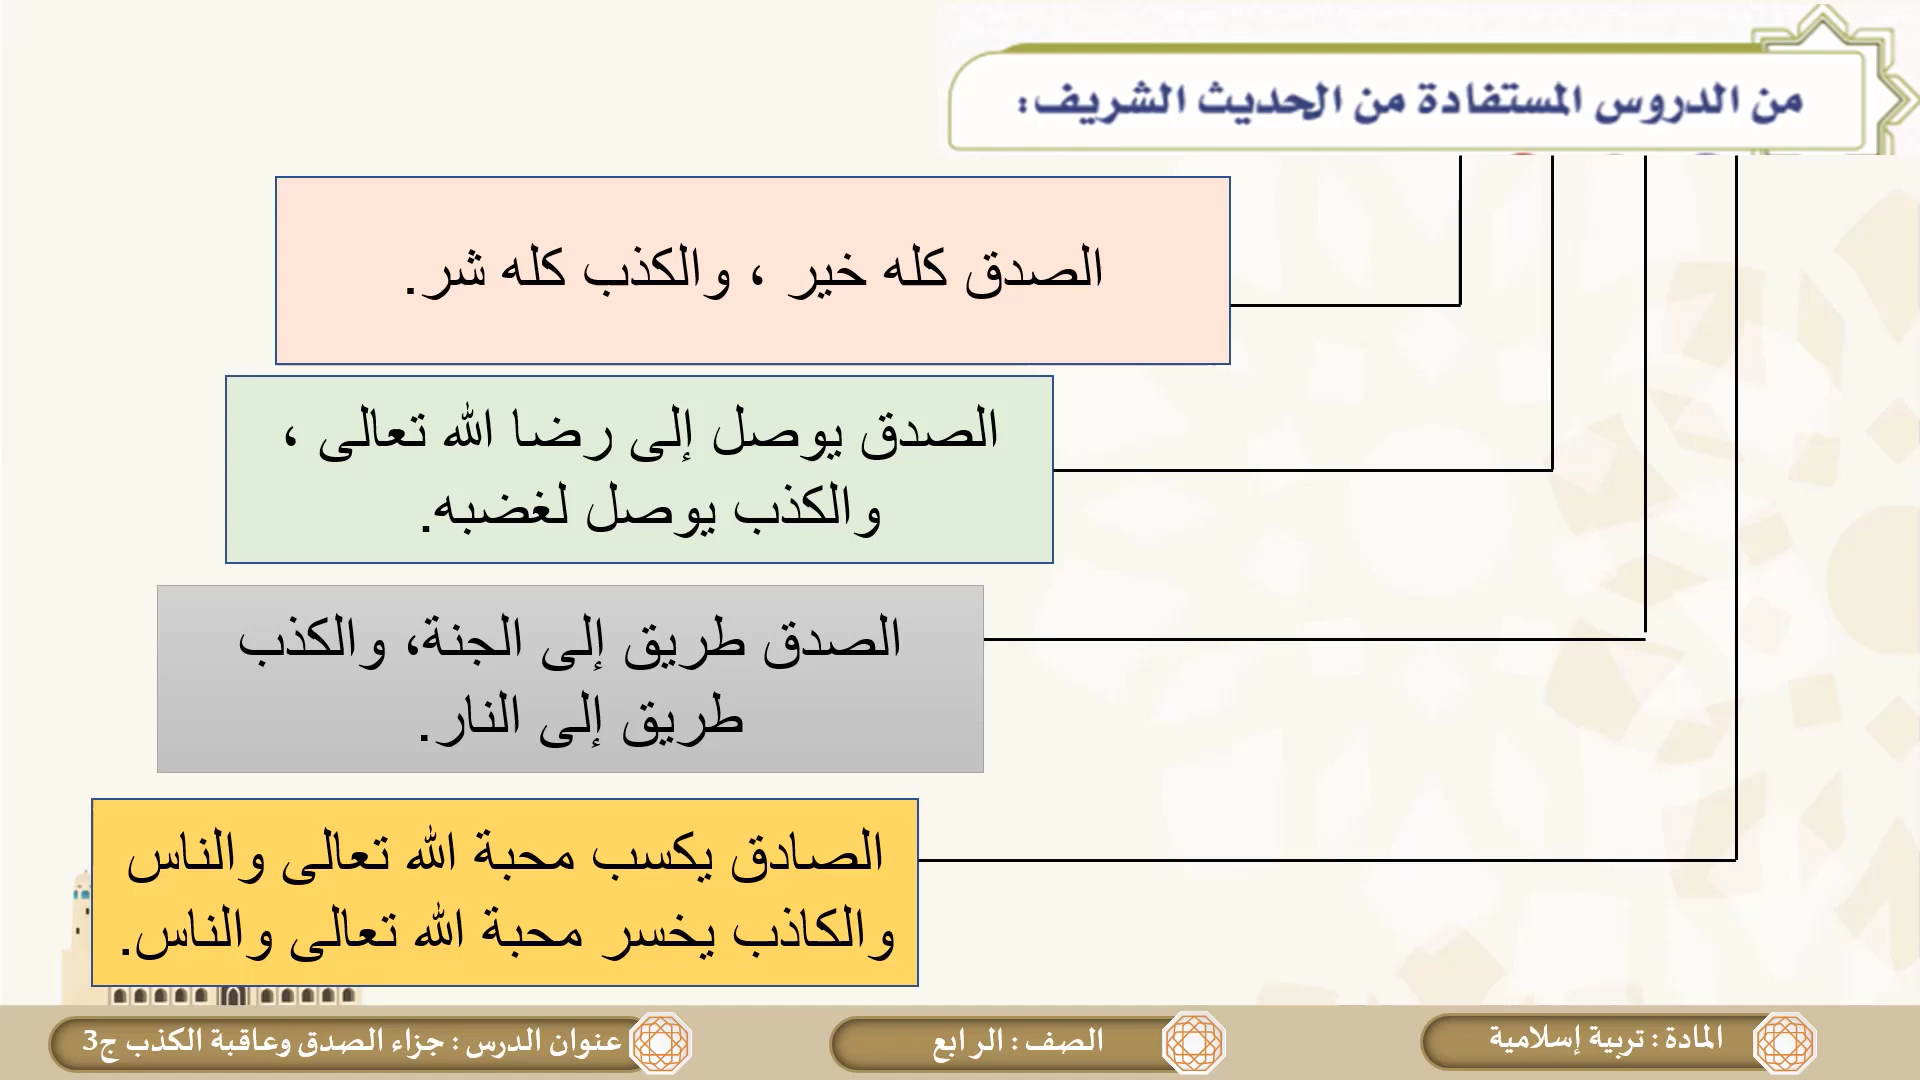 من الدروس المستفادة من الحديث الشريف:
الصدق كله خير ، والكذب كله شر.
الصدق يوصل إلى رضا الله تعالى ،
والكذب يوصل لغضبه.
الصدق طريق إلى الجنة، والكذب
طريق إلى النار.
الصادق يكسب محبة الله تعالى والناس
والكاذب يخسر محبة الله تعالى والناس.
المادة : تربية إسلامية
الصف : الرابع
عنوان الدرس : جزاء الصدق وعاقبة الكذب ج3